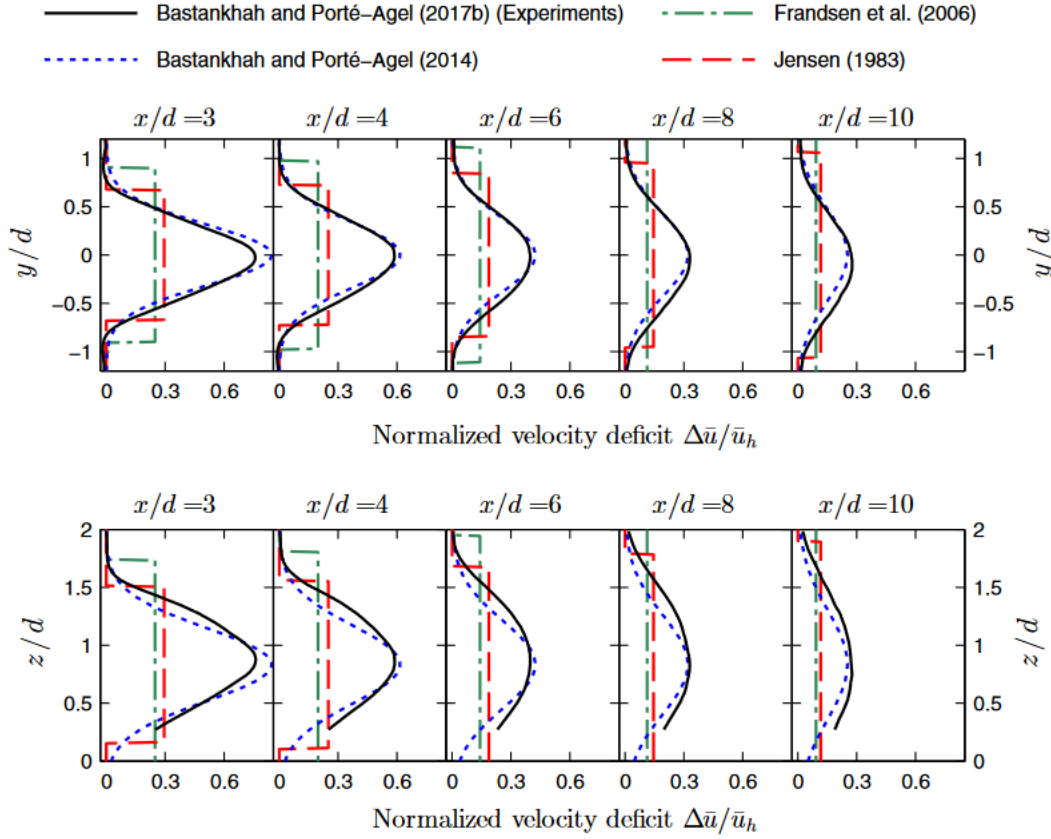 Bastankhah and Porté-Agel (2017b) (Experiments) Frandsen et al. (2006)
Bastankhah and Porté-Agel (2014) Jensen (1983)
x/d =3 x/d =4 x/d =6 x/d =8 x/d =10
1 1
0.5 0.5
y/d 0 0 y/d
−0.5 −0.5
−1 −1
0 0.3 0.6 0 0.3 0.6 0 0.3 0.6 0 0.3 0.6 0 0.3 0.6
Normalized velocity deficit Δū/ū_h
x/d =3 x/d =4 x/d =6 x/d =8 x/d =10
2 2
1.5 1.5
z/d 1 1 z/d
0.5 0.5
0 0
0 0.3 0.6 0 0.3 0.6 0 0.3 0.6 0 0.3 0.6 0 0.3 0.6
Normalized velocity deficit Δū/ū_h